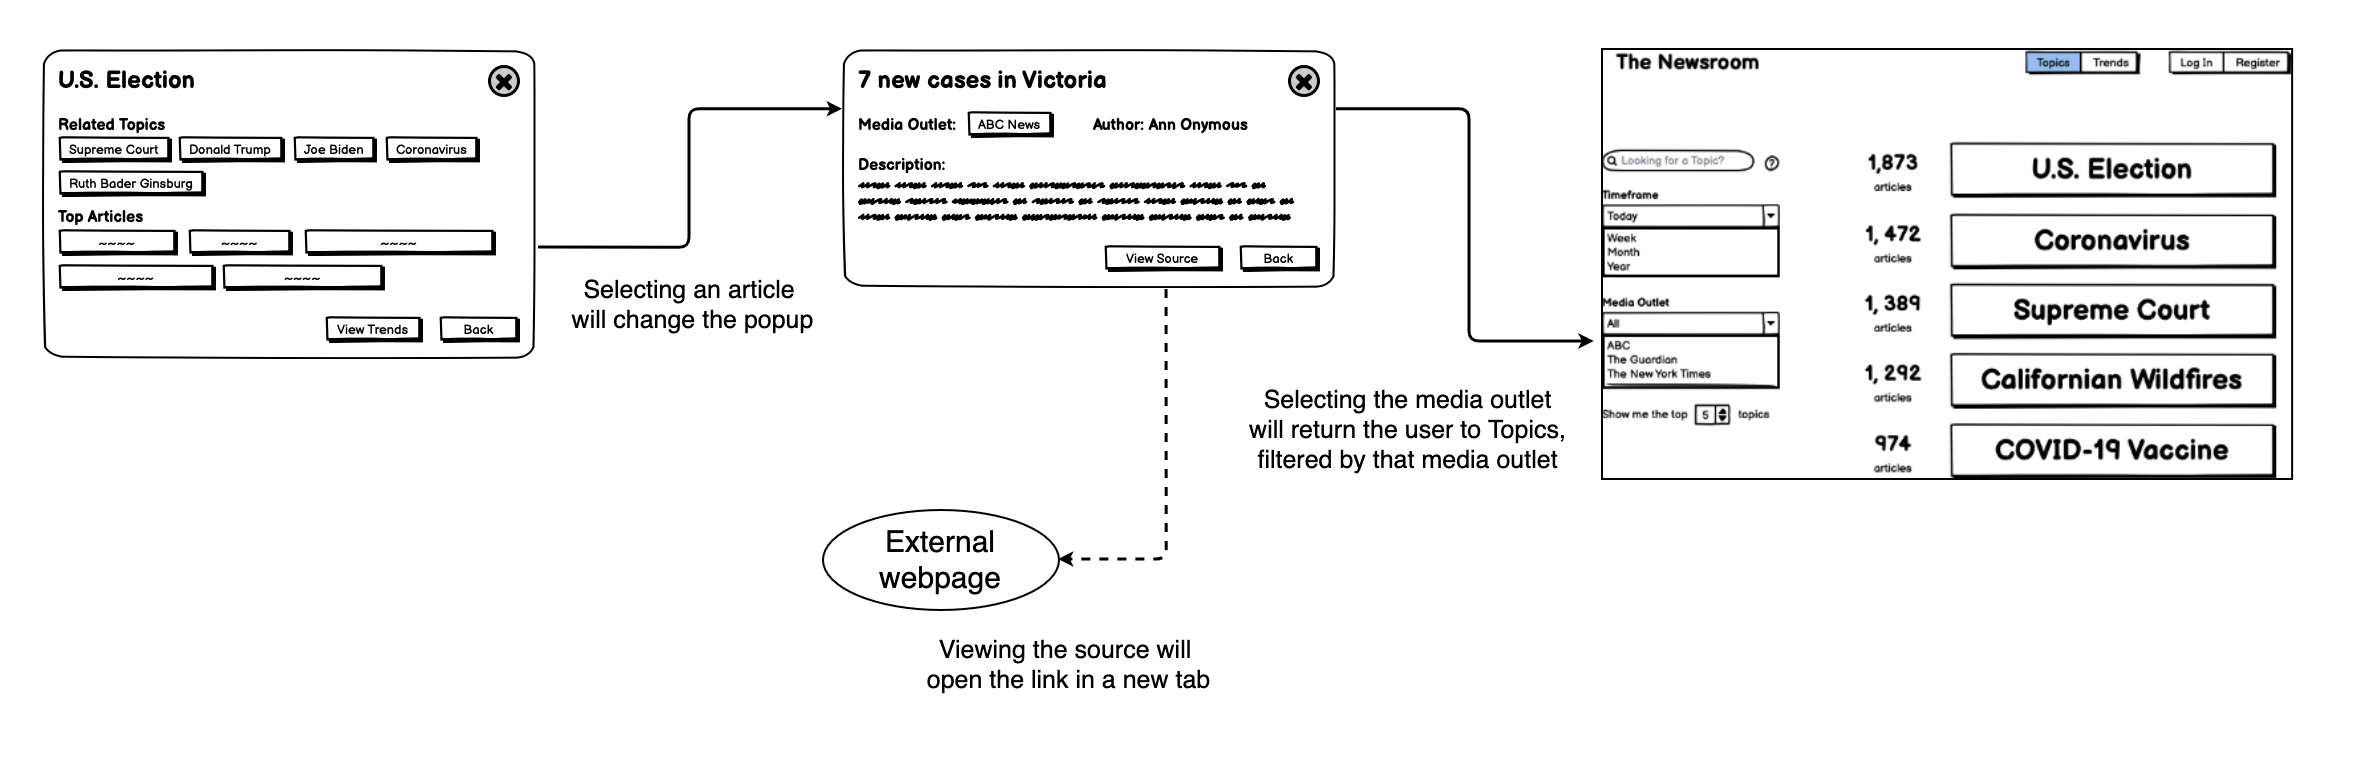 U.S. Election
Related Topics
Supreme Court Donald Trump Joe Biden Coronavirus
Ruth Bader Ginsburg
Top Articles
~~~~ ~~~~ ~~~~
~~~~ ~~~~
View Trends Back
Selecting an article
will change the popup
7 new cases in Victoria
Media Outlet: ABC News Author: Ann Onymous
Description:
View Source Back
External
webpage
Viewing the source will
open the link in a new tab
Selecting the media outlet
will return the user to Topics,
filtered by that media outlet
The Newsroom Topics Trends Log In Register
Looking for a Topic?
Timeframe
Today
Week
Month
Year
Media Outlet
All
ABC
The Guardian
The New York Times
Show me the top 5 topics
1,873 articles U.S. Election
1, 472 articles Coronavirus
1, 389 articles Supreme Court
1, 292 articles Californian Wildfires
974 articles COVID-19 Vaccine